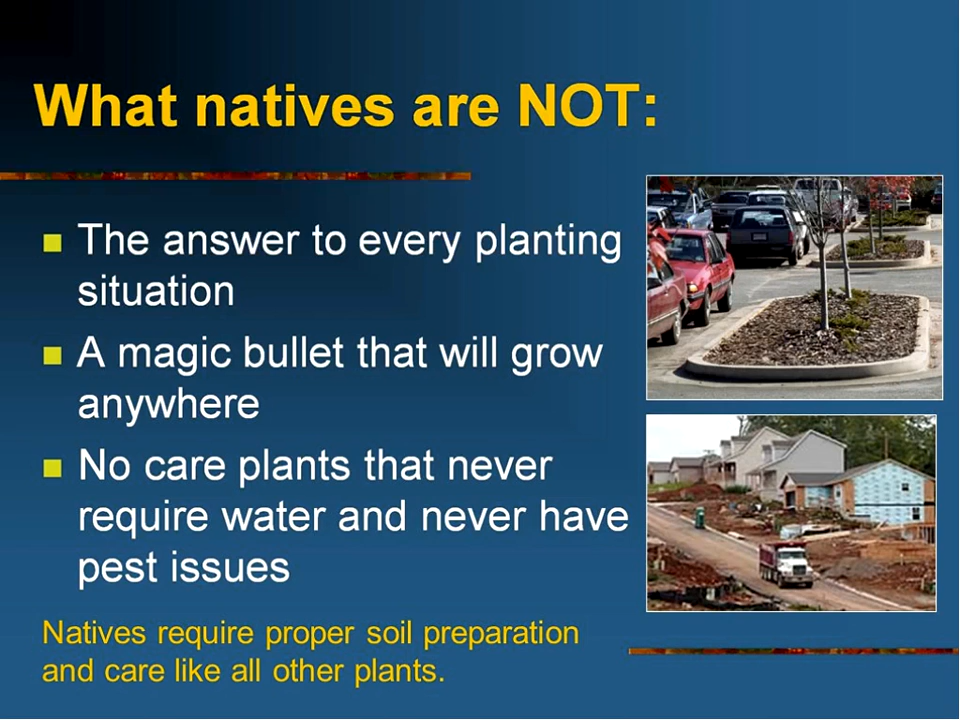 What natives are NOT:
The answer to every planting
situation
A magic bullet that will grow
anywhere
No care plants that never
require water and never have
pest issues
Natives require proper soil preparation
and care like all other plants.